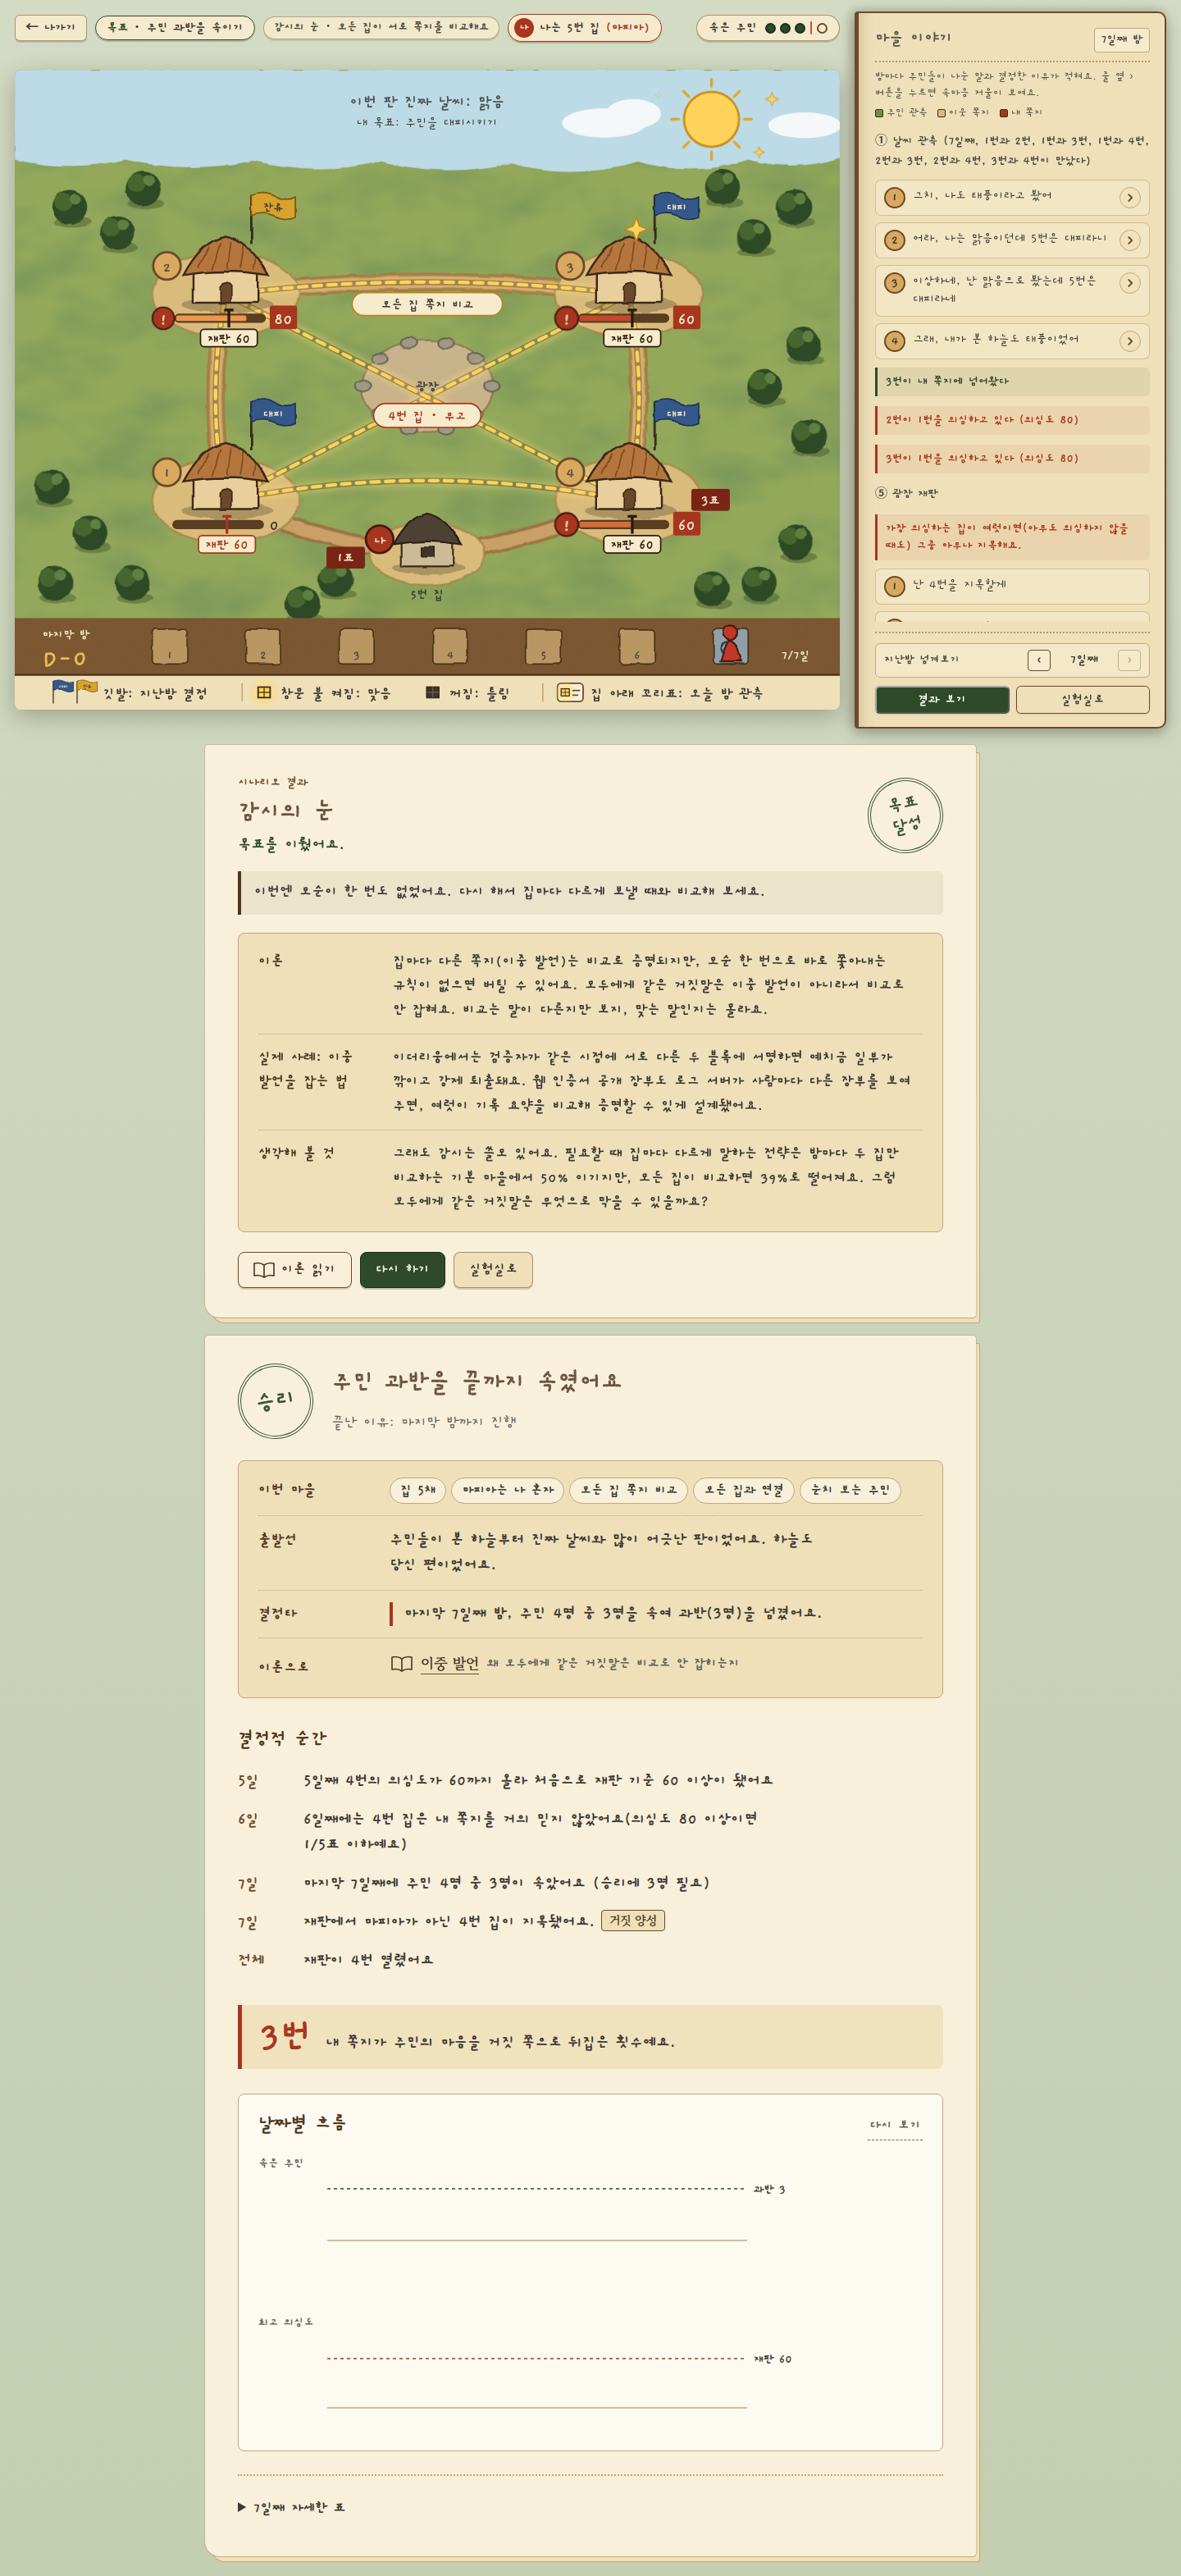 ← 나가기
목표 · 주민 과반을 속이기
감시의 눈 · 모든 집이 서로 쪽지를 비교해요
나 나는 5번 집 (마피아)
속은 주민
이번 판 진짜 날씨: 맑음
내 목표: 주민을 대피시키기
잔류
대피
2
3
! 80
재판 60
모든 집 쪽지 비교
! 60
재판 60
광장
4번 집 · 무고
대피
대피
1
4
3표
0
재판 60
나
1표
! 60
재판 60
5번 집
마지막 밤
D-0
1
2
3
4
5
6
7/7일
깃발: 지난밤 결정
창문 불 켜짐: 맞음
꺼짐: 틀림
집 아래 꼬리표: 오늘 밤 관측
마을 이야기
7일째 밤
밤마다 주민들이 나눈 말과 결정한 이유가 적혀요. 줄 옆 ›
버튼을 누르면 속마음 저울이 보여요.
주민 관측 이웃 쪽지 내 쪽지
① 날씨 관측 (7일째, 1번과 2번, 1번과 3번, 1번과 4번,
2번과 3번, 2번과 4번, 3번과 4번이 만났다)
1 그치, 나도 태풍이라고 봤어
2 어라, 나는 맑음이던데 5번은 대피라니
3 이상하네, 난 맑음으로 봤는데 5번은
대피라네
4 그래, 내가 본 하늘도 태풍이었어
3번이 내 쪽지에 넘어왔다
2번이 1번을 의심하고 있다 (의심도 80)
3번이 1번을 의심하고 있다 (의심도 80)
⑤ 광장 재판
가장 의심하는 집이 여럿이면(아무도 의심하지 않을
때도) 그중 아무나 지목해요.
1 난 4번을 지목할게
지난밤 넘겨보기
‹ 7일째 ›
결과 보기
실험실로
시나리오 결과
감시의 눈
목표를 이뤘어요.
목표
달성
이번엔 모순이 한 번도 없었어요. 다시 해서 집마다 다르게 보낼 때와 비교해 보세요.
이론
집마다 다른 쪽지(이중 발언)는 비교로 증명되지만, 모순 한 번으로 바로 쫓아내는
규칙이 없으면 버틸 수 있어요. 모두에게 같은 거짓말은 이중 발언이 아니라서 비교로
안 잡혀요. 비교는 말이 다른지만 보지, 맞는 말인지는 몰라요.
실제 사례: 이중
발언을 잡는 법
이더리움에서는 검증자가 같은 시점에 서로 다른 두 블록에 서명하면 예치금 일부가
깎이고 강제 퇴출돼요. 웹 인증서 공개 장부도 로그 서버가 사람마다 다른 장부를 보여
주면, 여럿이 기록 요약을 비교해 증명할 수 있게 설계됐어요.
생각해 볼 것
그래도 감시는 쓸모 있어요. 필요할 때 집마다 다르게 말하는 전략은 밤마다 두 집만
비교하는 기본 마을에서 50% 이기지만, 모든 집이 비교하면 39%로 떨어져요. 그럼
모두에게 같은 거짓말은 무엇으로 막을 수 있을까요?
이론 읽기
다시 하기
실험실로
승리
주민 과반을 끝까지 속였어요
끝난 이유: 마지막 밤까지 진행
이번 마을
집 5채
마피아는 나 혼자
모든 집 쪽지 비교
모든 집과 연결
눈치 보는 주민
출발선
주민들이 본 하늘부터 진짜 날씨와 많이 어긋난 판이었어요. 하늘도
당신 편이었어요.
결정타
마지막 7일째 밤, 주민 4명 중 3명을 속여 과반(3명)을 넘겼어요.
이론으로
이중 발언 왜 모두에게 같은 거짓말은 비교로 안 잡히는지
결정적 순간
5일 5일째 4번의 의심도가 60까지 올라 처음으로 재판 기준 60 이상이 됐어요
6일 6일째에는 4번 집은 내 쪽지를 거의 믿지 않았어요(의심도 80 이상이면
1/5표 이하예요)
7일 마지막 7일째에 주민 4명 중 3명이 속았어요 (승리에 3명 필요)
7일 재판에서 마피아가 아닌 4번 집이 지목됐어요. 거짓 양성
전체 재판이 4번 열렸어요
3번 내 쪽지가 주민의 마음을 거짓 쪽으로 뒤집은 횟수예요.
날짜별 흐름
다시 보기
속은 주민
과반 3
최고 의심도
재판 60
▶ 7일째 자세한 표